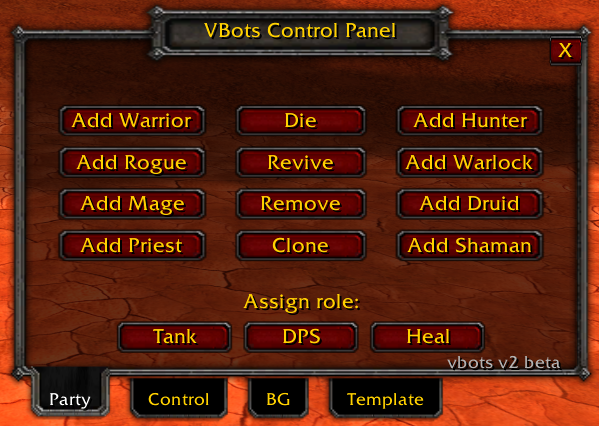 VBots Control Panel
X
Add Warrior Die Add Hunter
Add Rogue Revive Add Warlock
Add Mage Remove Add Druid
Add Priest Clone Add Shaman
Assign role:
Tank DPS Heal
vbots v2 beta
Party Control BG Template